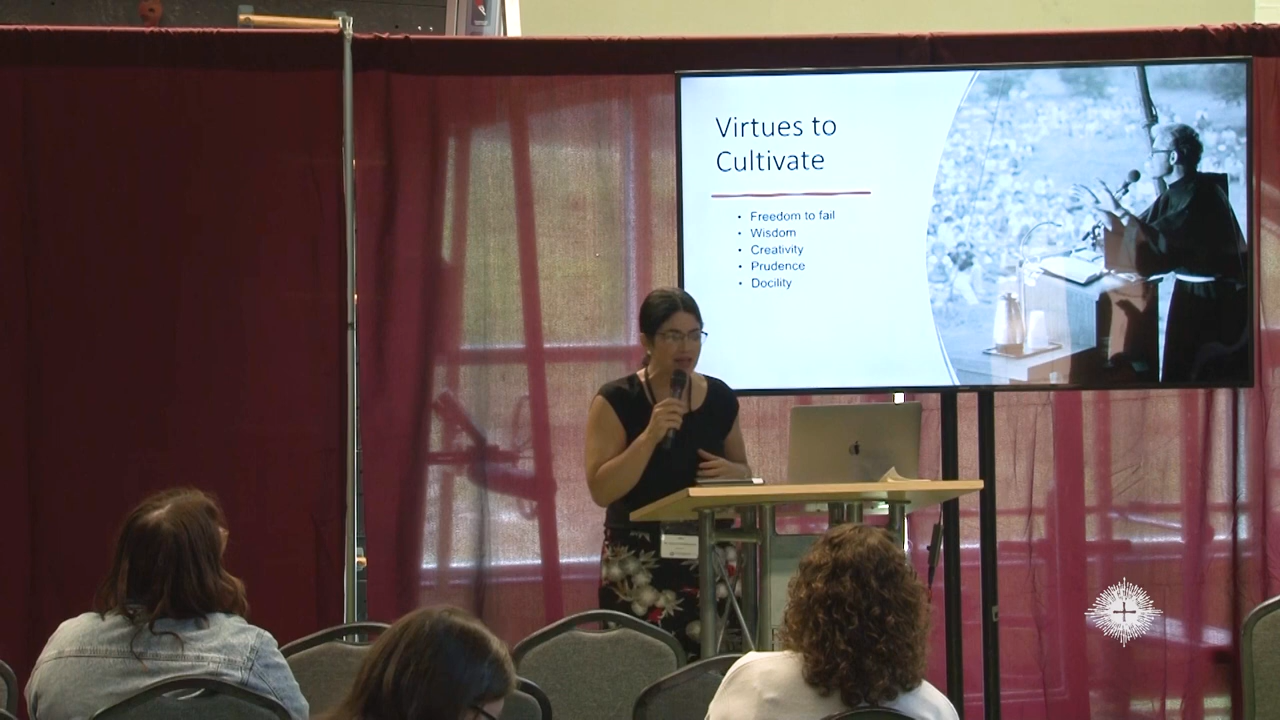 Virtues to
Cultivate
• Freedom to fail
• Wisdom
• Creativity
• Prudence
• Docility